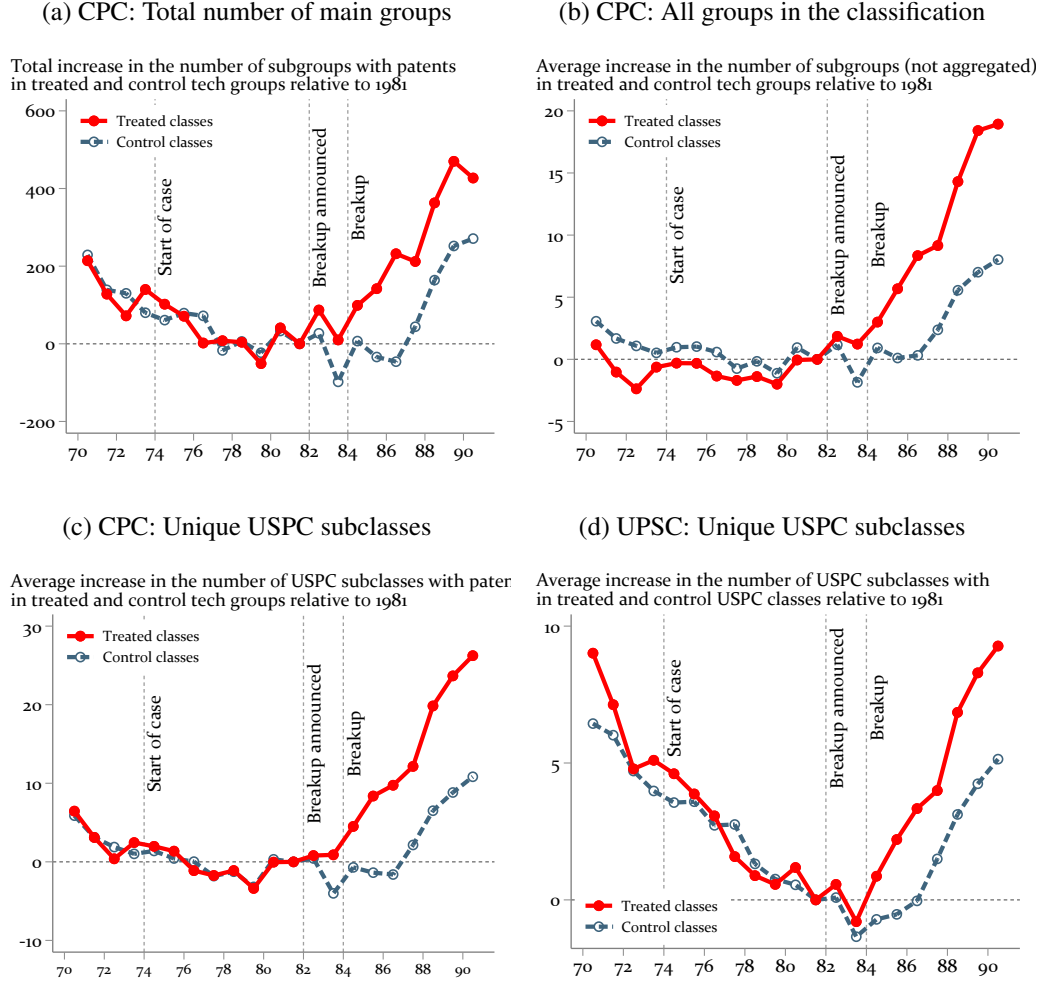 (a) CPC: Total number of main groups
Total increase in the number of subgroups with patents
in treated and control tech groups relative to 1981
600
400
200
0
-200
Treated classes
Control classes
Start of case
Breakup announced
Breakup
70 72 74 76 78 80 82 84 86 88 90
(b) CPC: All groups in the classification
Average increase in the number of subgroups (not aggregated)
in treated and control tech groups relative to 1981
20
15
10
5
0
-5
Treated classes
Control classes
Start of case
Breakup announced
Breakup
70 72 74 76 78 80 82 84 86 88 90
(c) CPC: Unique USPC subclasses
Average increase in the number of USPC subclasses with paten
in treated and control tech groups relative to 1981
30
20
10
0
-10
Treated classes
Control classes
Start of case
Breakup announced
Breakup
70 72 74 76 78 80 82 84 86 88 90
(d) UPSC: Unique USPC subclasses
Average increase in the number of USPC subclasses with
in treated and control USPC classes relative to 1981
10
5
0
Start of case
Breakup announced
Breakup
Treated classes
Control classes
70 72 74 76 78 80 82 84 86 88 90